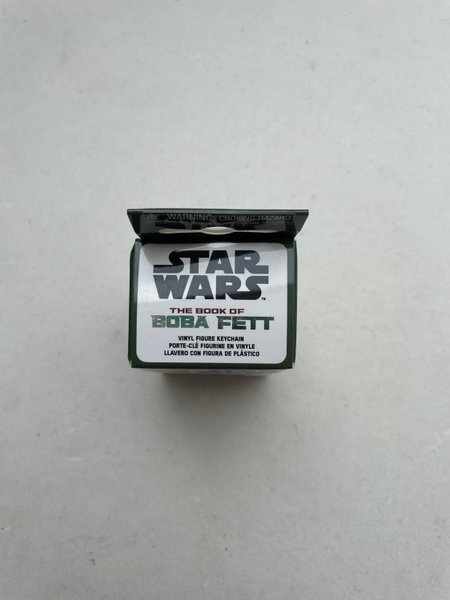 WARNING: CHOKING HAZARD
STAR
WARS™
THE BOOK OF
BOBA FETT
VINYL FIGURE KEYCHAIN
PORTE-CLÉ FIGURINE EN VINYLE
LLAVERO CON FIGURA DE PLÁSTICO